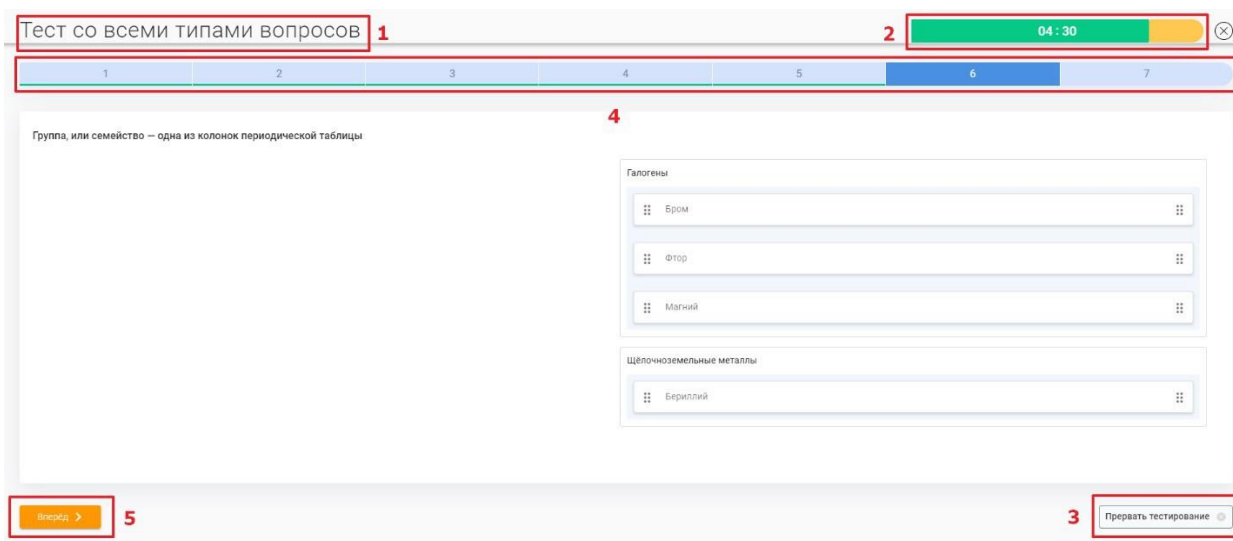 Тест со всеми типами вопросов 1
2 04 : 30
1 2 3 4 5 6 7
4
Группа, или семейство — одна из колонок периодической таблицы
Галогены
Бром
Фтор
Магний
Щёлочноземельные металлы
Бериллий
Вперёд 5
3 Прервать тестирование